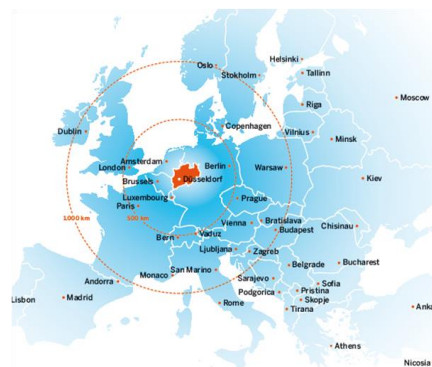 Helsinki
Oslo
Tallinn
Stokholm
Moscow
Riga
Dublin
Copenhagen
Vilnius
Minsk
Amsterdam
Berlin
London
Warsaw
Brussels
Düsseldorf
Kiev
Luxembourg
Prague
Paris
1,000 km
500 km
Vienna
Bratislava
Chisinau
Budapest
Bern
Vaduz
Ljubljana
Zagreb
Belgrade
Bucharest
Monaco
San Marino
Andorra
Sarajevo
Sofia
Lisbon
Madrid
Podgorica
Pristina
Rome
Skopje
Tirana
Anka
Athens
Nicosia